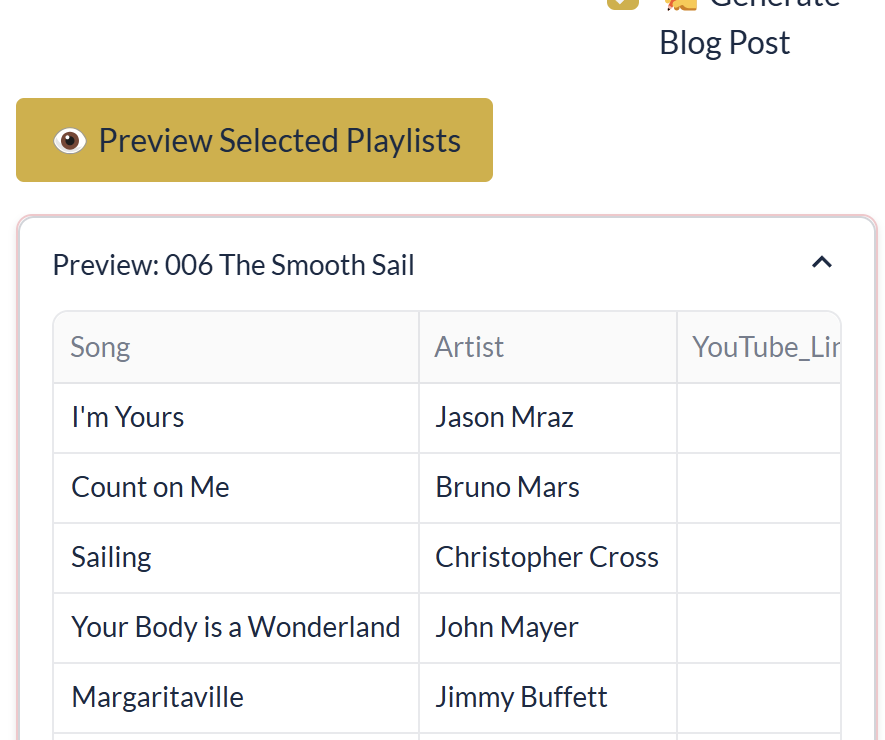 Generate
Blog Post
Preview Selected Playlists
Preview: 006 The Smooth Sail
Song Artist YouTube_Lin
I'm Yours Jason Mraz
Count on Me Bruno Mars
Sailing Christopher Cross
Your Body is a Wonderland John Mayer
Margaritaville Jimmy Buffett